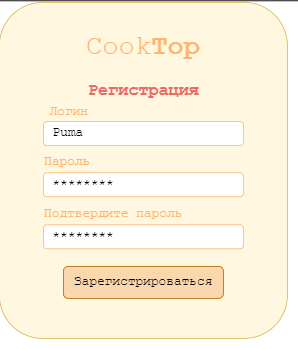 CookTop
Регистрация
Логин
Puma
Пароль
********
Подтвердите пароль
********
Зарегистрироваться